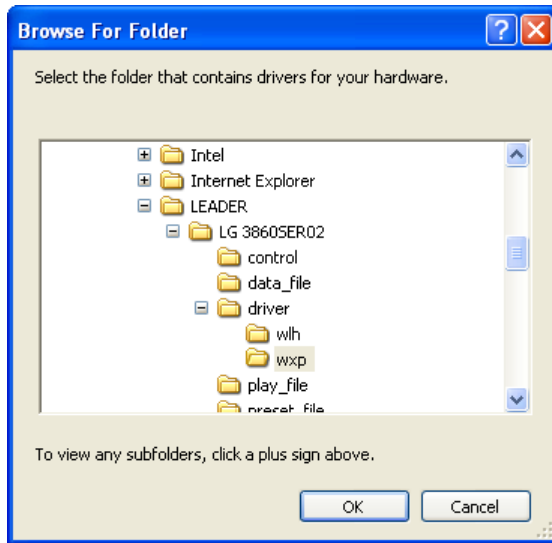 Browse For Folder
Select the folder that contains drivers for your hardware.
Intel
Internet Explorer
LEADER
LG 3860SER02
control
data_file
driver
wlh
wxp
play_file
preset_file
To view any subfolders, click a plus sign above.
OK Cancel